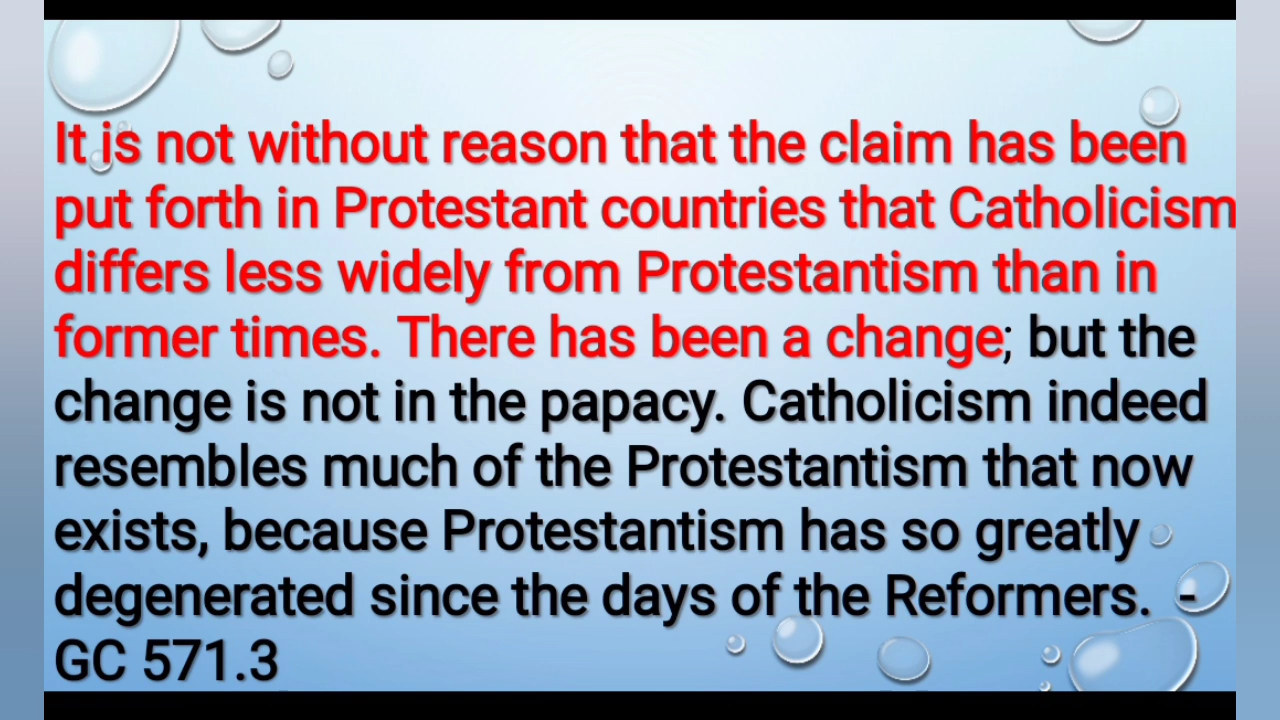 It is not without reason that the claim has been
put forth in Protestant countries that Catholicism
differs less widely from Protestantism than in
former times. There has been a change; but the
change is not in the papacy. Catholicism indeed
resembles much of the Protestantism that now
exists, because Protestantism has so greatly
degenerated since the days of the Reformers. -
GC 571.3